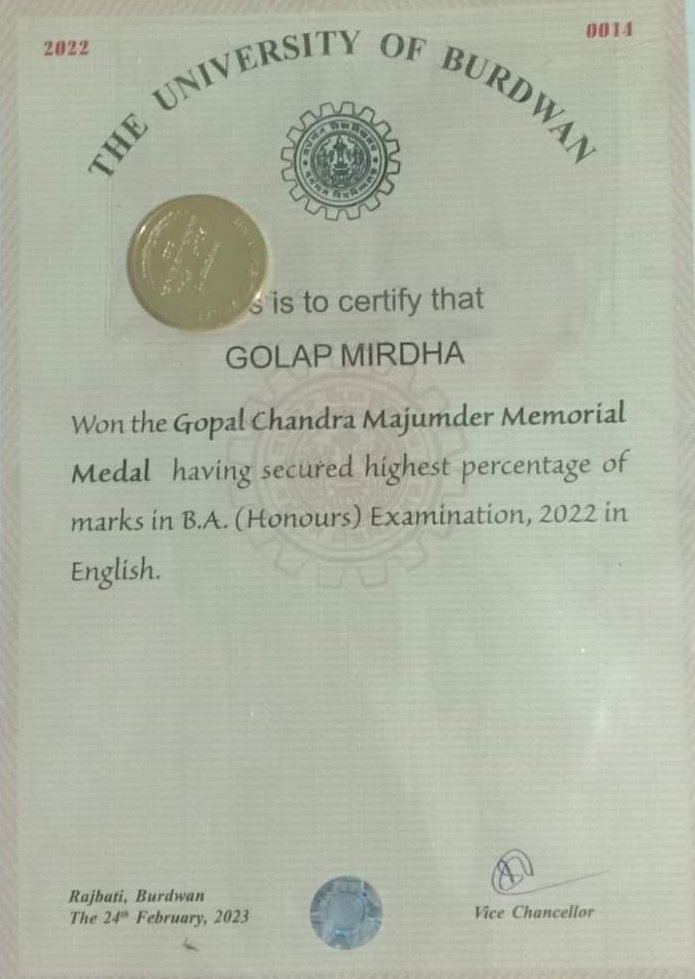 2022
0014
THE UNIVERSITY OF BURDWAN
s is to certify that
GOLAP MIRDHA
Won the Gopal Chandra Majumder Memorial
Medal having secured highest percentage of
marks in B.A. (Honours) Examination, 2022 in
English.
Rajbati, Burdwan
The 24th February, 2023
Vice Chancellor